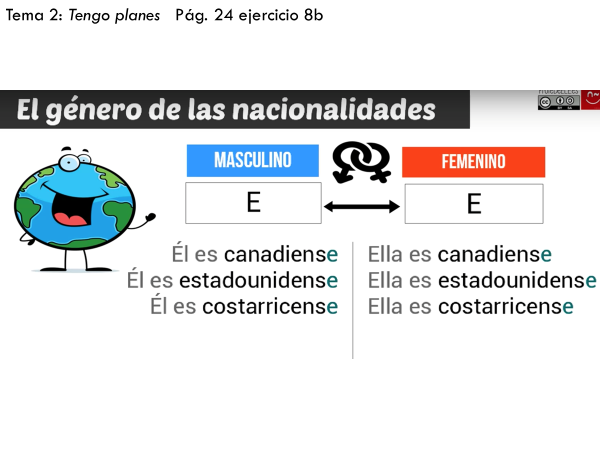 Tema 2: Tengo planes Pág. 24 ejercicio 8b
El género de las nacionalidades
MASCULINO
FEMENINO
E
E
Él es canadiense
Él es estadounidense
Él es costarricense
Ella es canadiense
Ella es estadounidense
Ella es costarricense